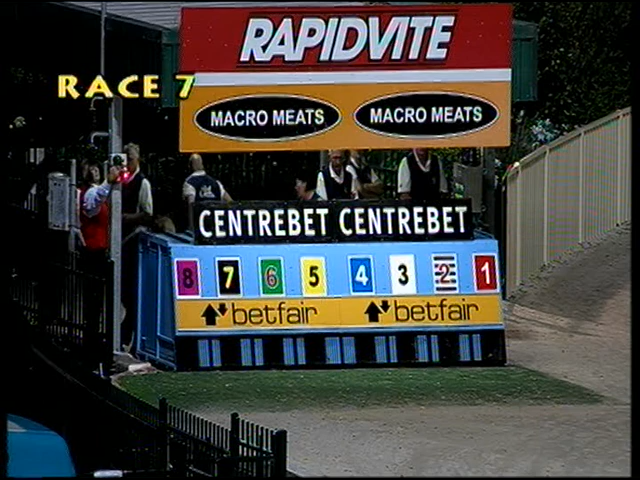 RAPIDVITE
RACE 7
MACRO MEATS MACRO MEATS
CENTREBET CENTREBET
8 7 6 5 4 3 2 1
betfair betfair